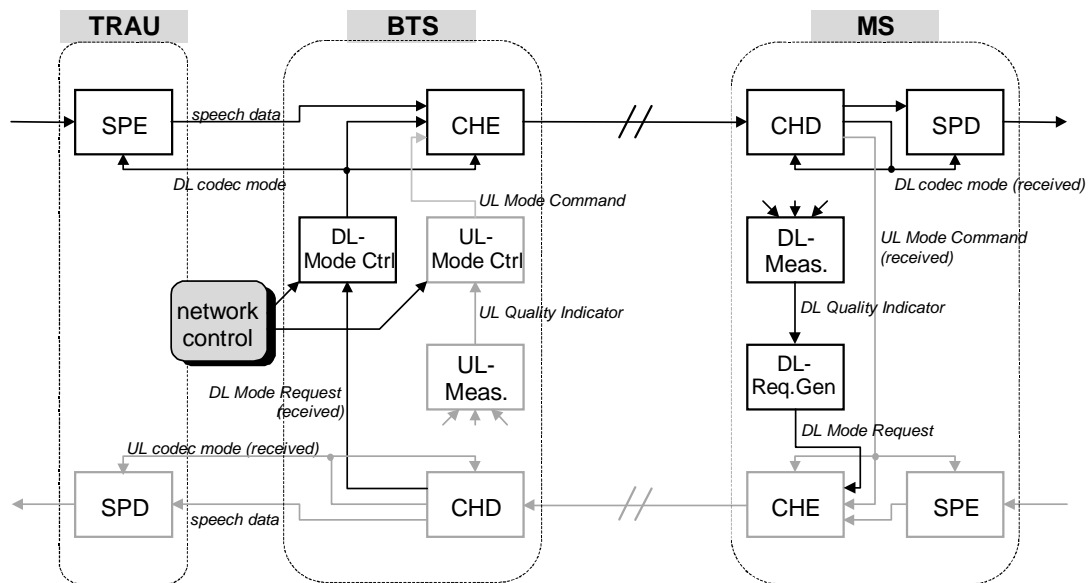 TRAU
BTS
MS
SPE
speech data
CHE
CHD
SPD
DL codec mode
DL codec mode (received)
UL Mode Command
DL-
Mode Ctrl
UL-
Mode Ctrl
DL-
Meas.
UL Mode Command
(received)
network
control
UL Quality Indicator
DL Quality Indicator
UL-
Meas.
DL-
Req.Gen
DL Mode Request
(received)
DL Mode Request
UL codec mode (received)
SPD
speech data
CHD
CHE
SPE